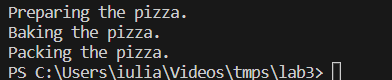 Preparing the pizza.
Baking the pizza.
Packing the pizza.
PS C:\Users\iulia\Videos\tmps\lab3>